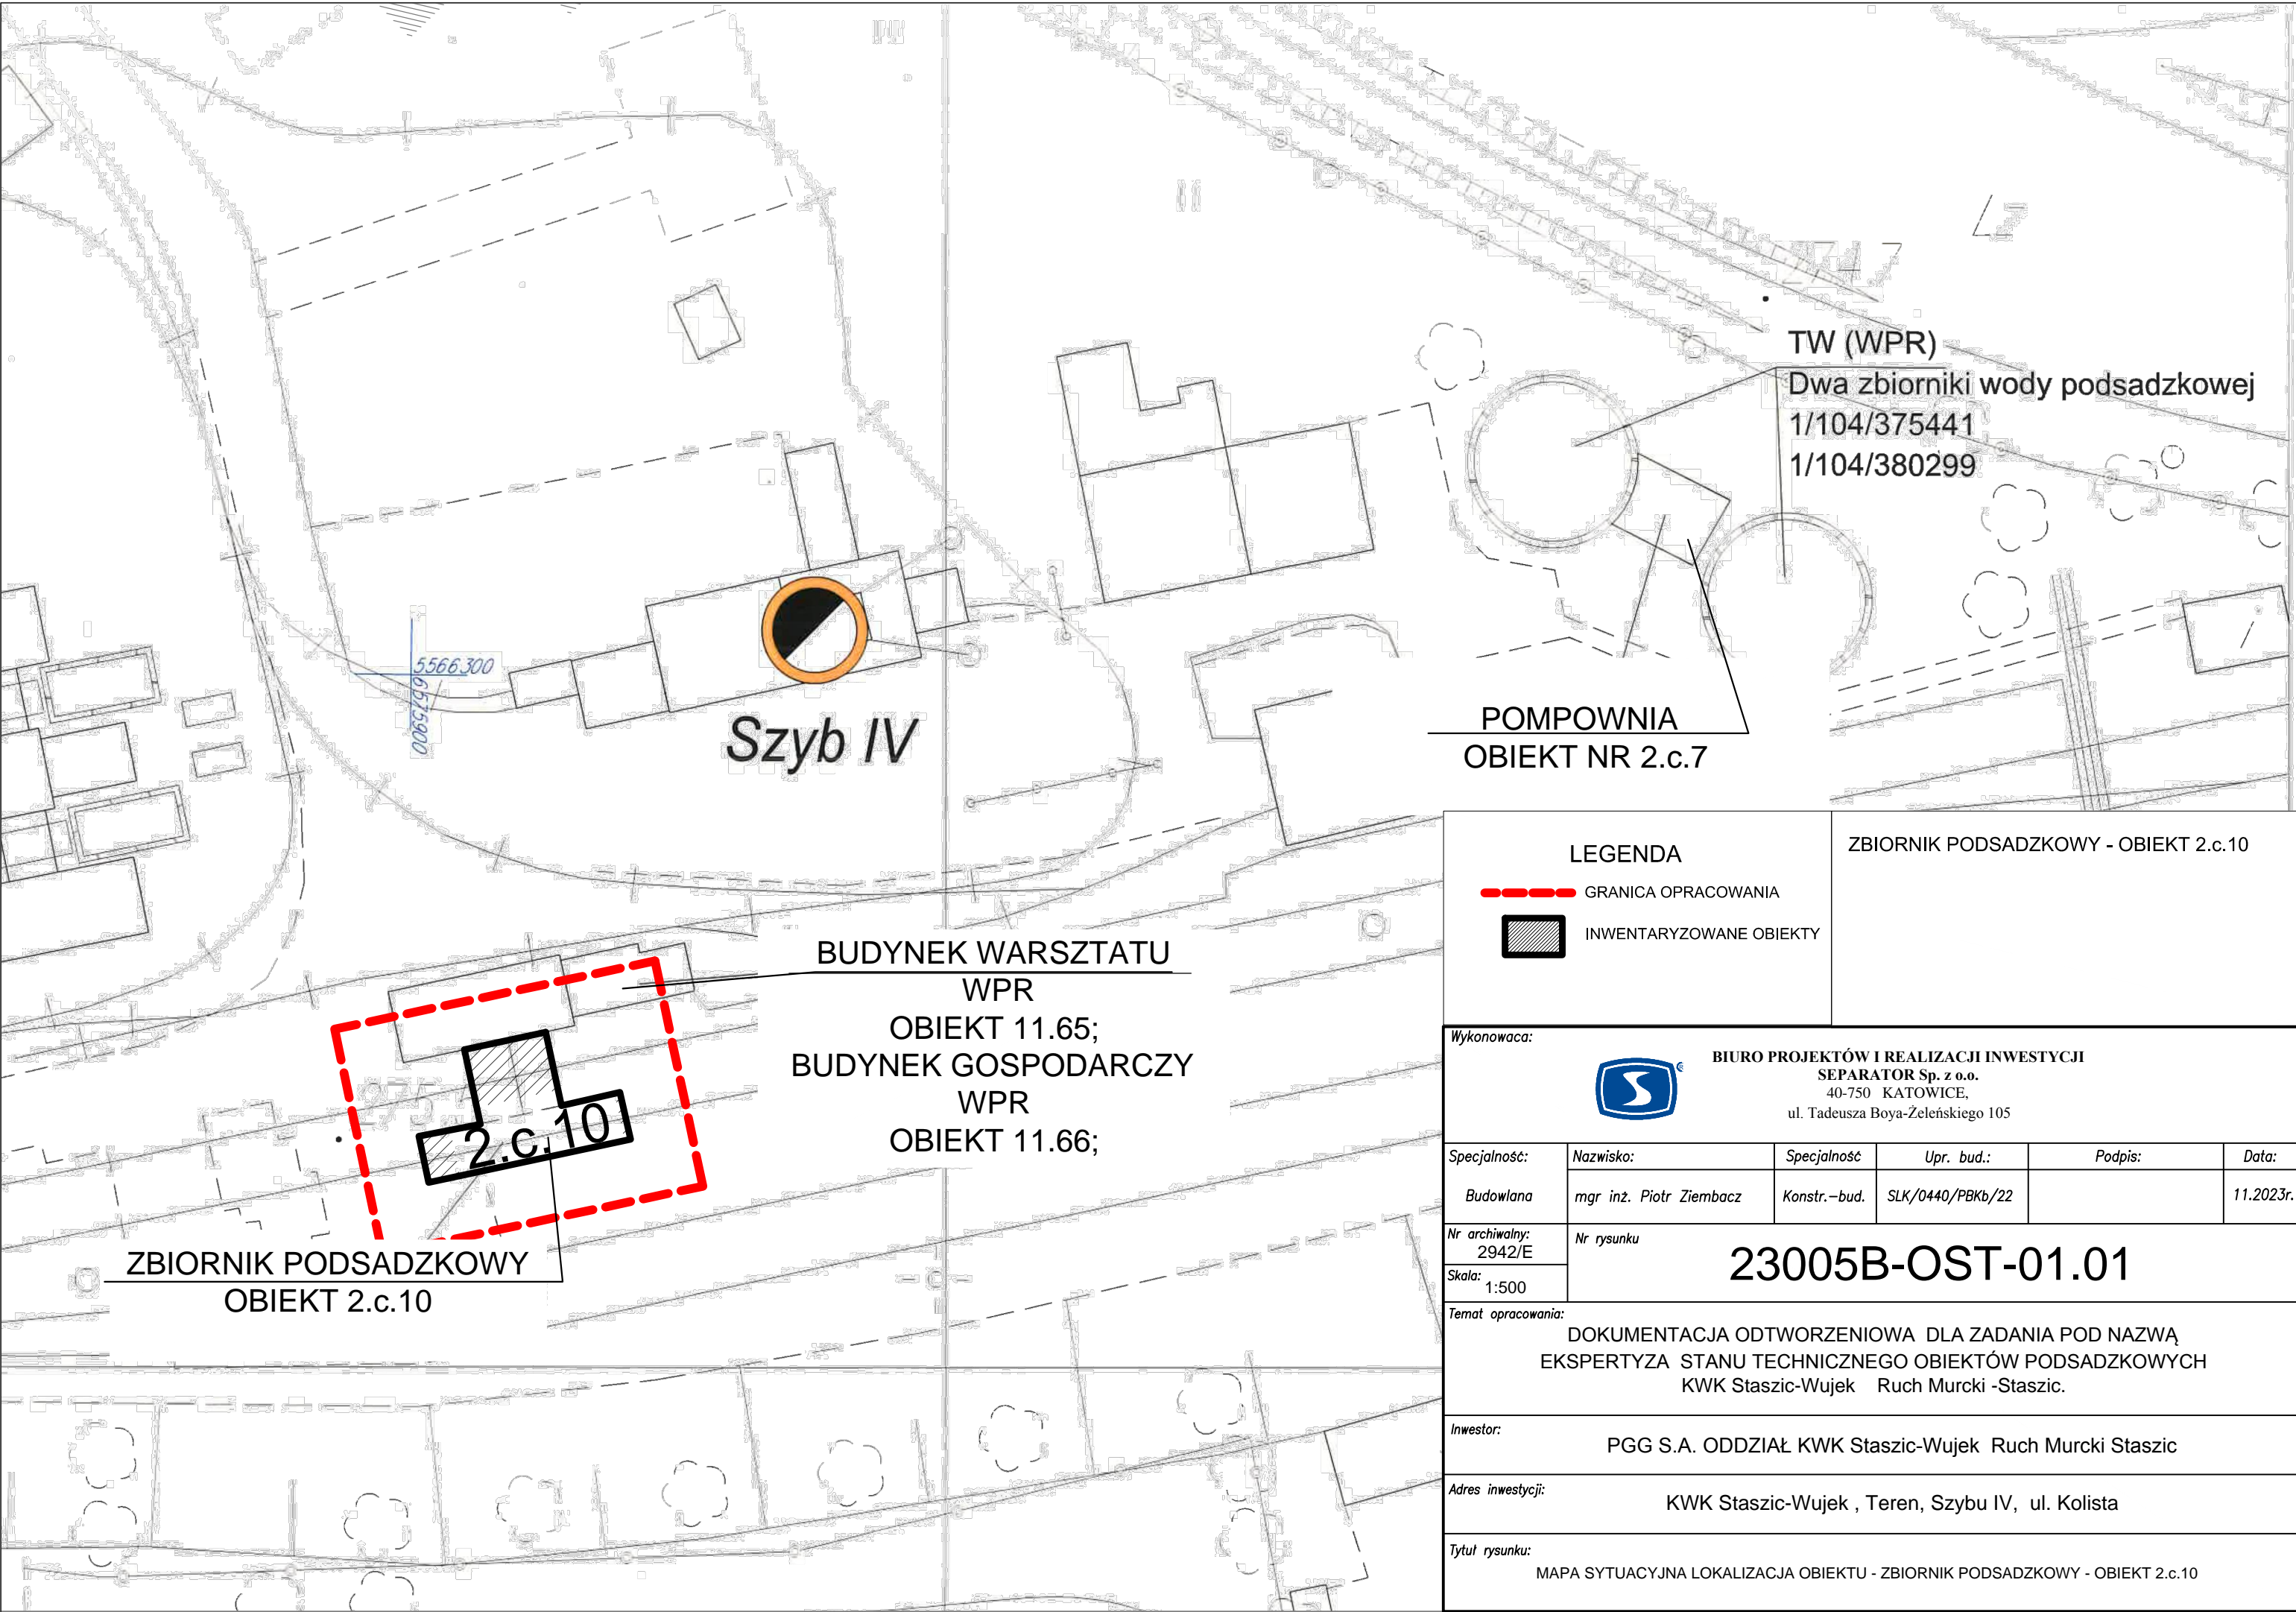 TW (WPR)
Dwa zbiorniki wody podsadzkowej
1/104/375441
1/104/380299
5566300
6575900
Szyb IV
POMPOWNIA
OBIEKT NR 2.c.7
BUDYNEK WARSZTATU
WPR
OBIEKT 11.65;
BUDYNEK GOSPODARCZY
WPR
OBIEKT 11.66;
2.c.10
ZBIORNIK PODSADZKOWY
OBIEKT 2.c.10
LEGENDA
GRANICA OPRACOWANIA
INWENTARYZOWANE OBIEKTY
ZBIORNIK PODSADZKOWY - OBIEKT 2.c.10
Wykonowaca:
BIURO PROJEKTÓW I REALIZACJI INWESTYCJI
SEPARATOR Sp. z o.o.
40-750 KATOWICE,
ul. Tadeusza Boya-Żeleńskiego 105
Specjalność: Nazwisko: Specjalność Upr. bud.: Podpis: Data:
Budowlana mgr inż. Piotr Ziembacz Konstr.-bud. SLK/0440/PBKb/22 11.2023r.
Nr archiwalny:
2942/E
Skala:
1:500
Nr rysunku
23005B-OST-01.01
Temat opracowania:
DOKUMENTACJA ODTWORZENIOWA DLA ZADANIA POD NAZWĄ
EKSPERTYZA STANU TECHNICZNEGO OBIEKTÓW PODSADZKOWYCH
KWK Staszic-Wujek Ruch Murcki -Staszic.
Inwestor:
PGG S.A. ODDZIAŁ KWK Staszic-Wujek Ruch Murcki Staszic
Adres inwestycji:
KWK Staszic-Wujek , Teren, Szybu IV, ul. Kolista
Tytuł rysunku:
MAPA SYTUACYJNA LOKALIZACJA OBIEKTU - ZBIORNIK PODSADZKOWY - OBIEKT 2.c.10